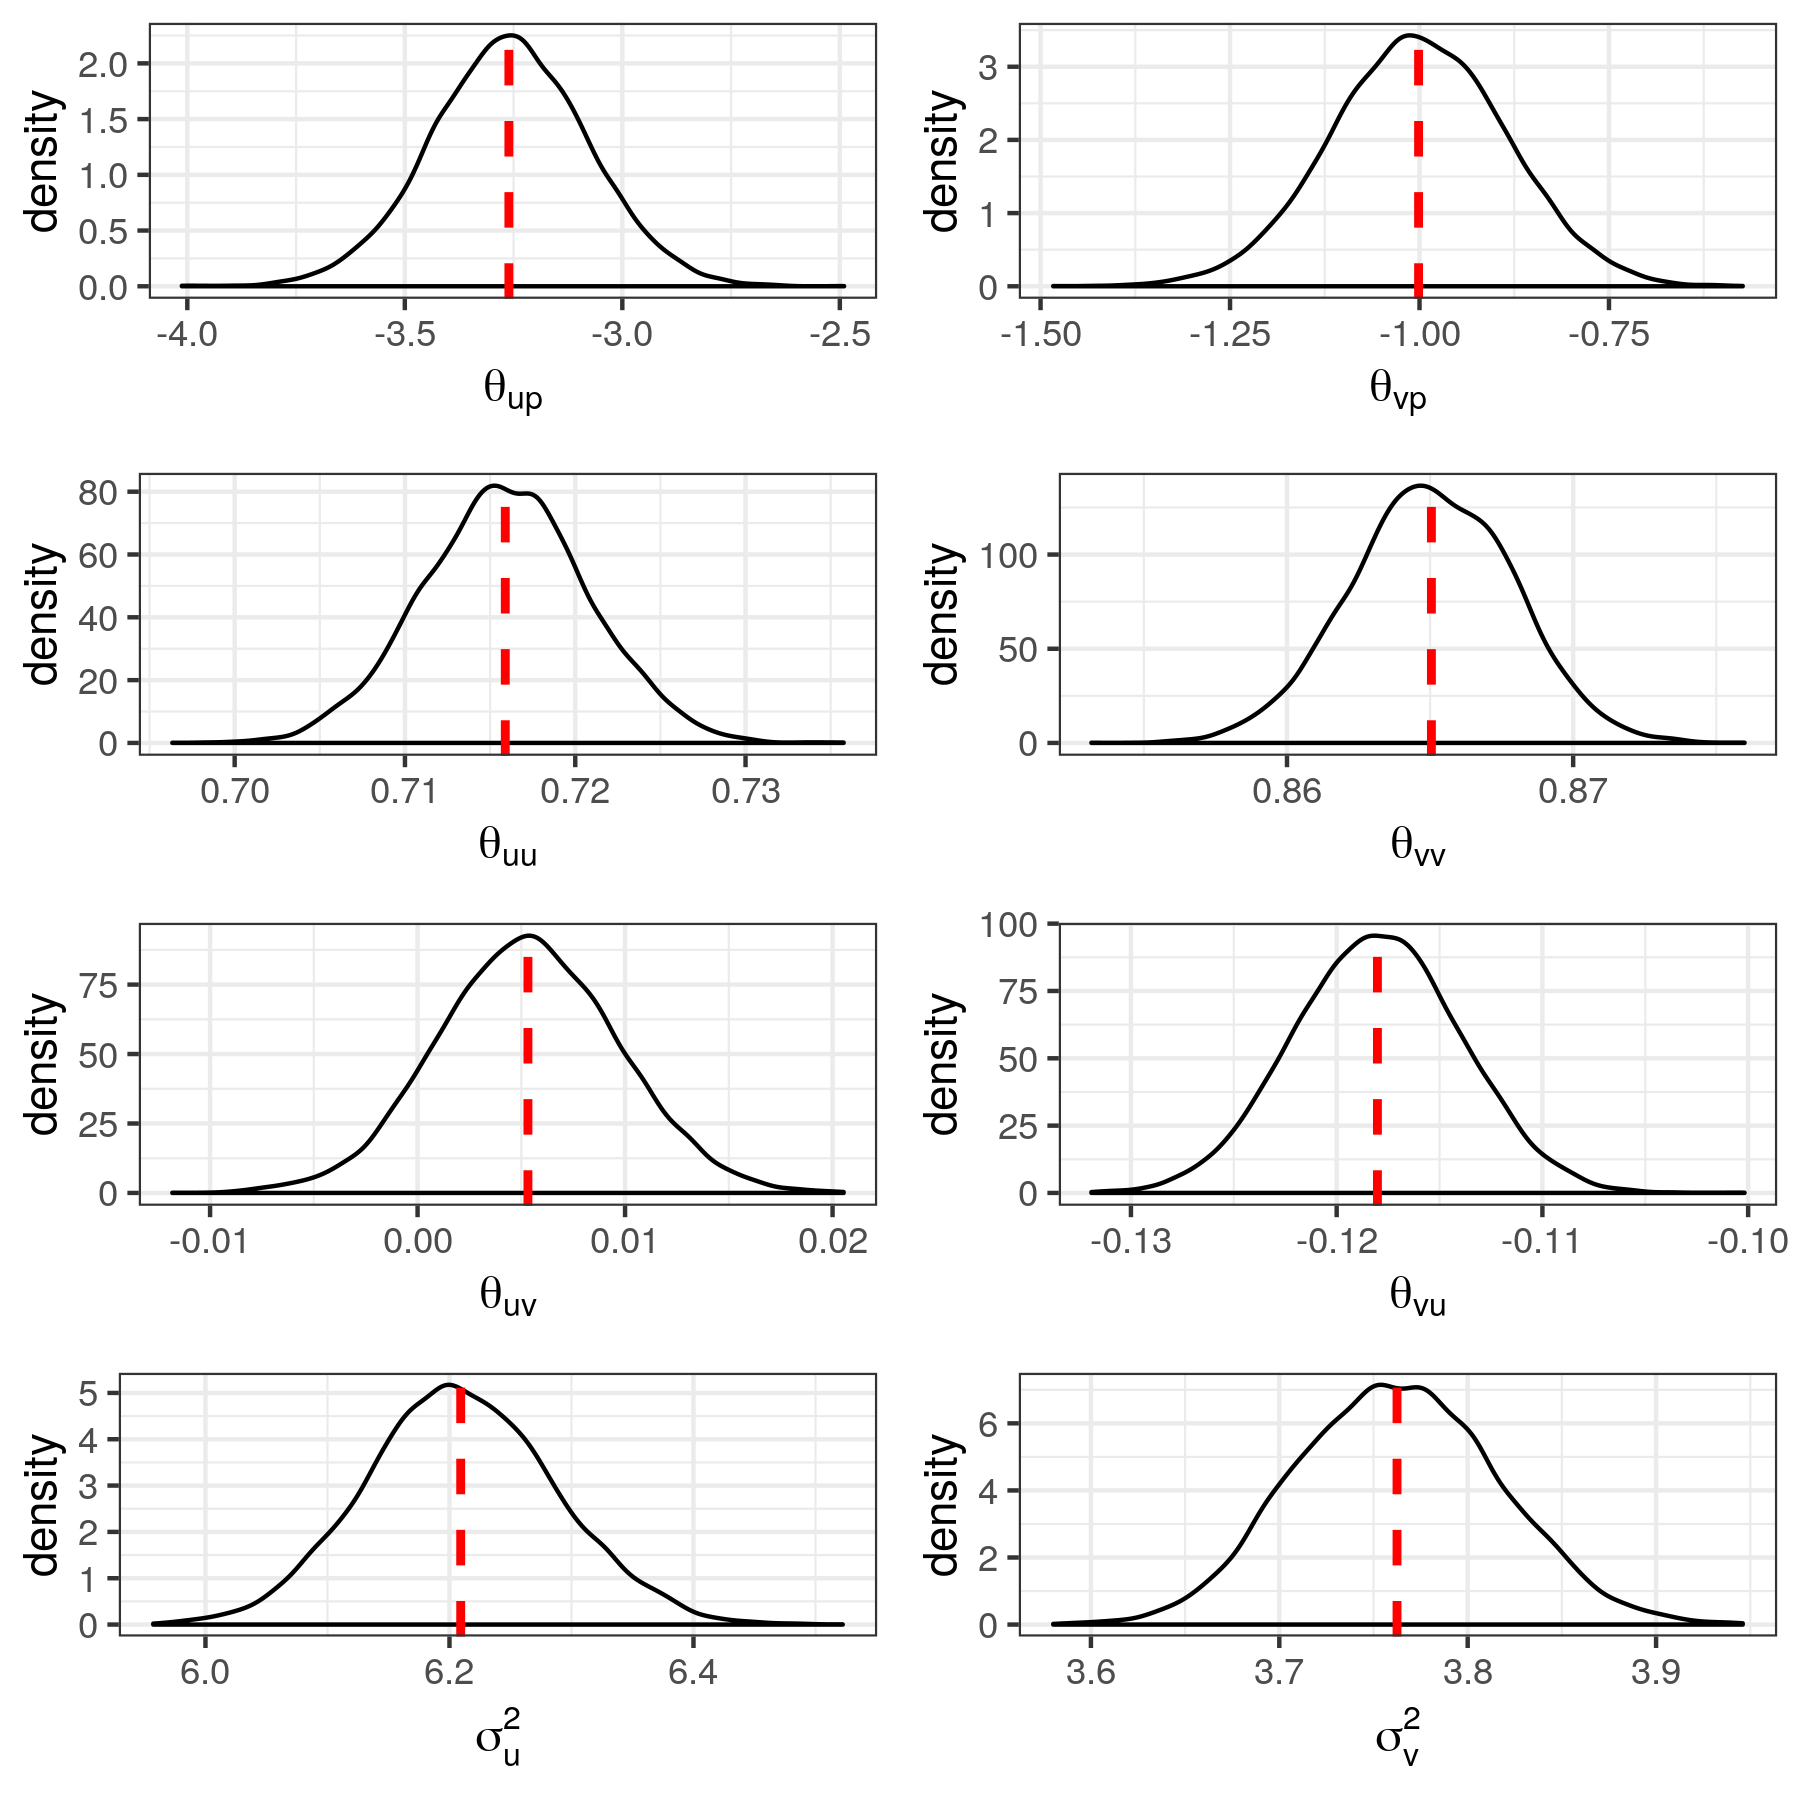 density
2.0
1.5
1.0
0.5
0.0
-4.0 -3.5 -3.0 -2.5
θup
density
3
2
1
0
-1.50 -1.25 -1.00 -0.75
θvp
density
80
60
40
20
0
0.70 0.71 0.72 0.73
θuu
density
100
50
0
0.86 0.87
θvv
density
75
50
25
0
-0.01 0.00 0.01 0.02
θuv
density
100
75
50
25
0
-0.13 -0.12 -0.11 -0.10
θvu
density
5
4
3
2
1
0
6.0 6.2 6.4
σ²u
density
6
4
2
0
3.6 3.7 3.8 3.9
σ²v